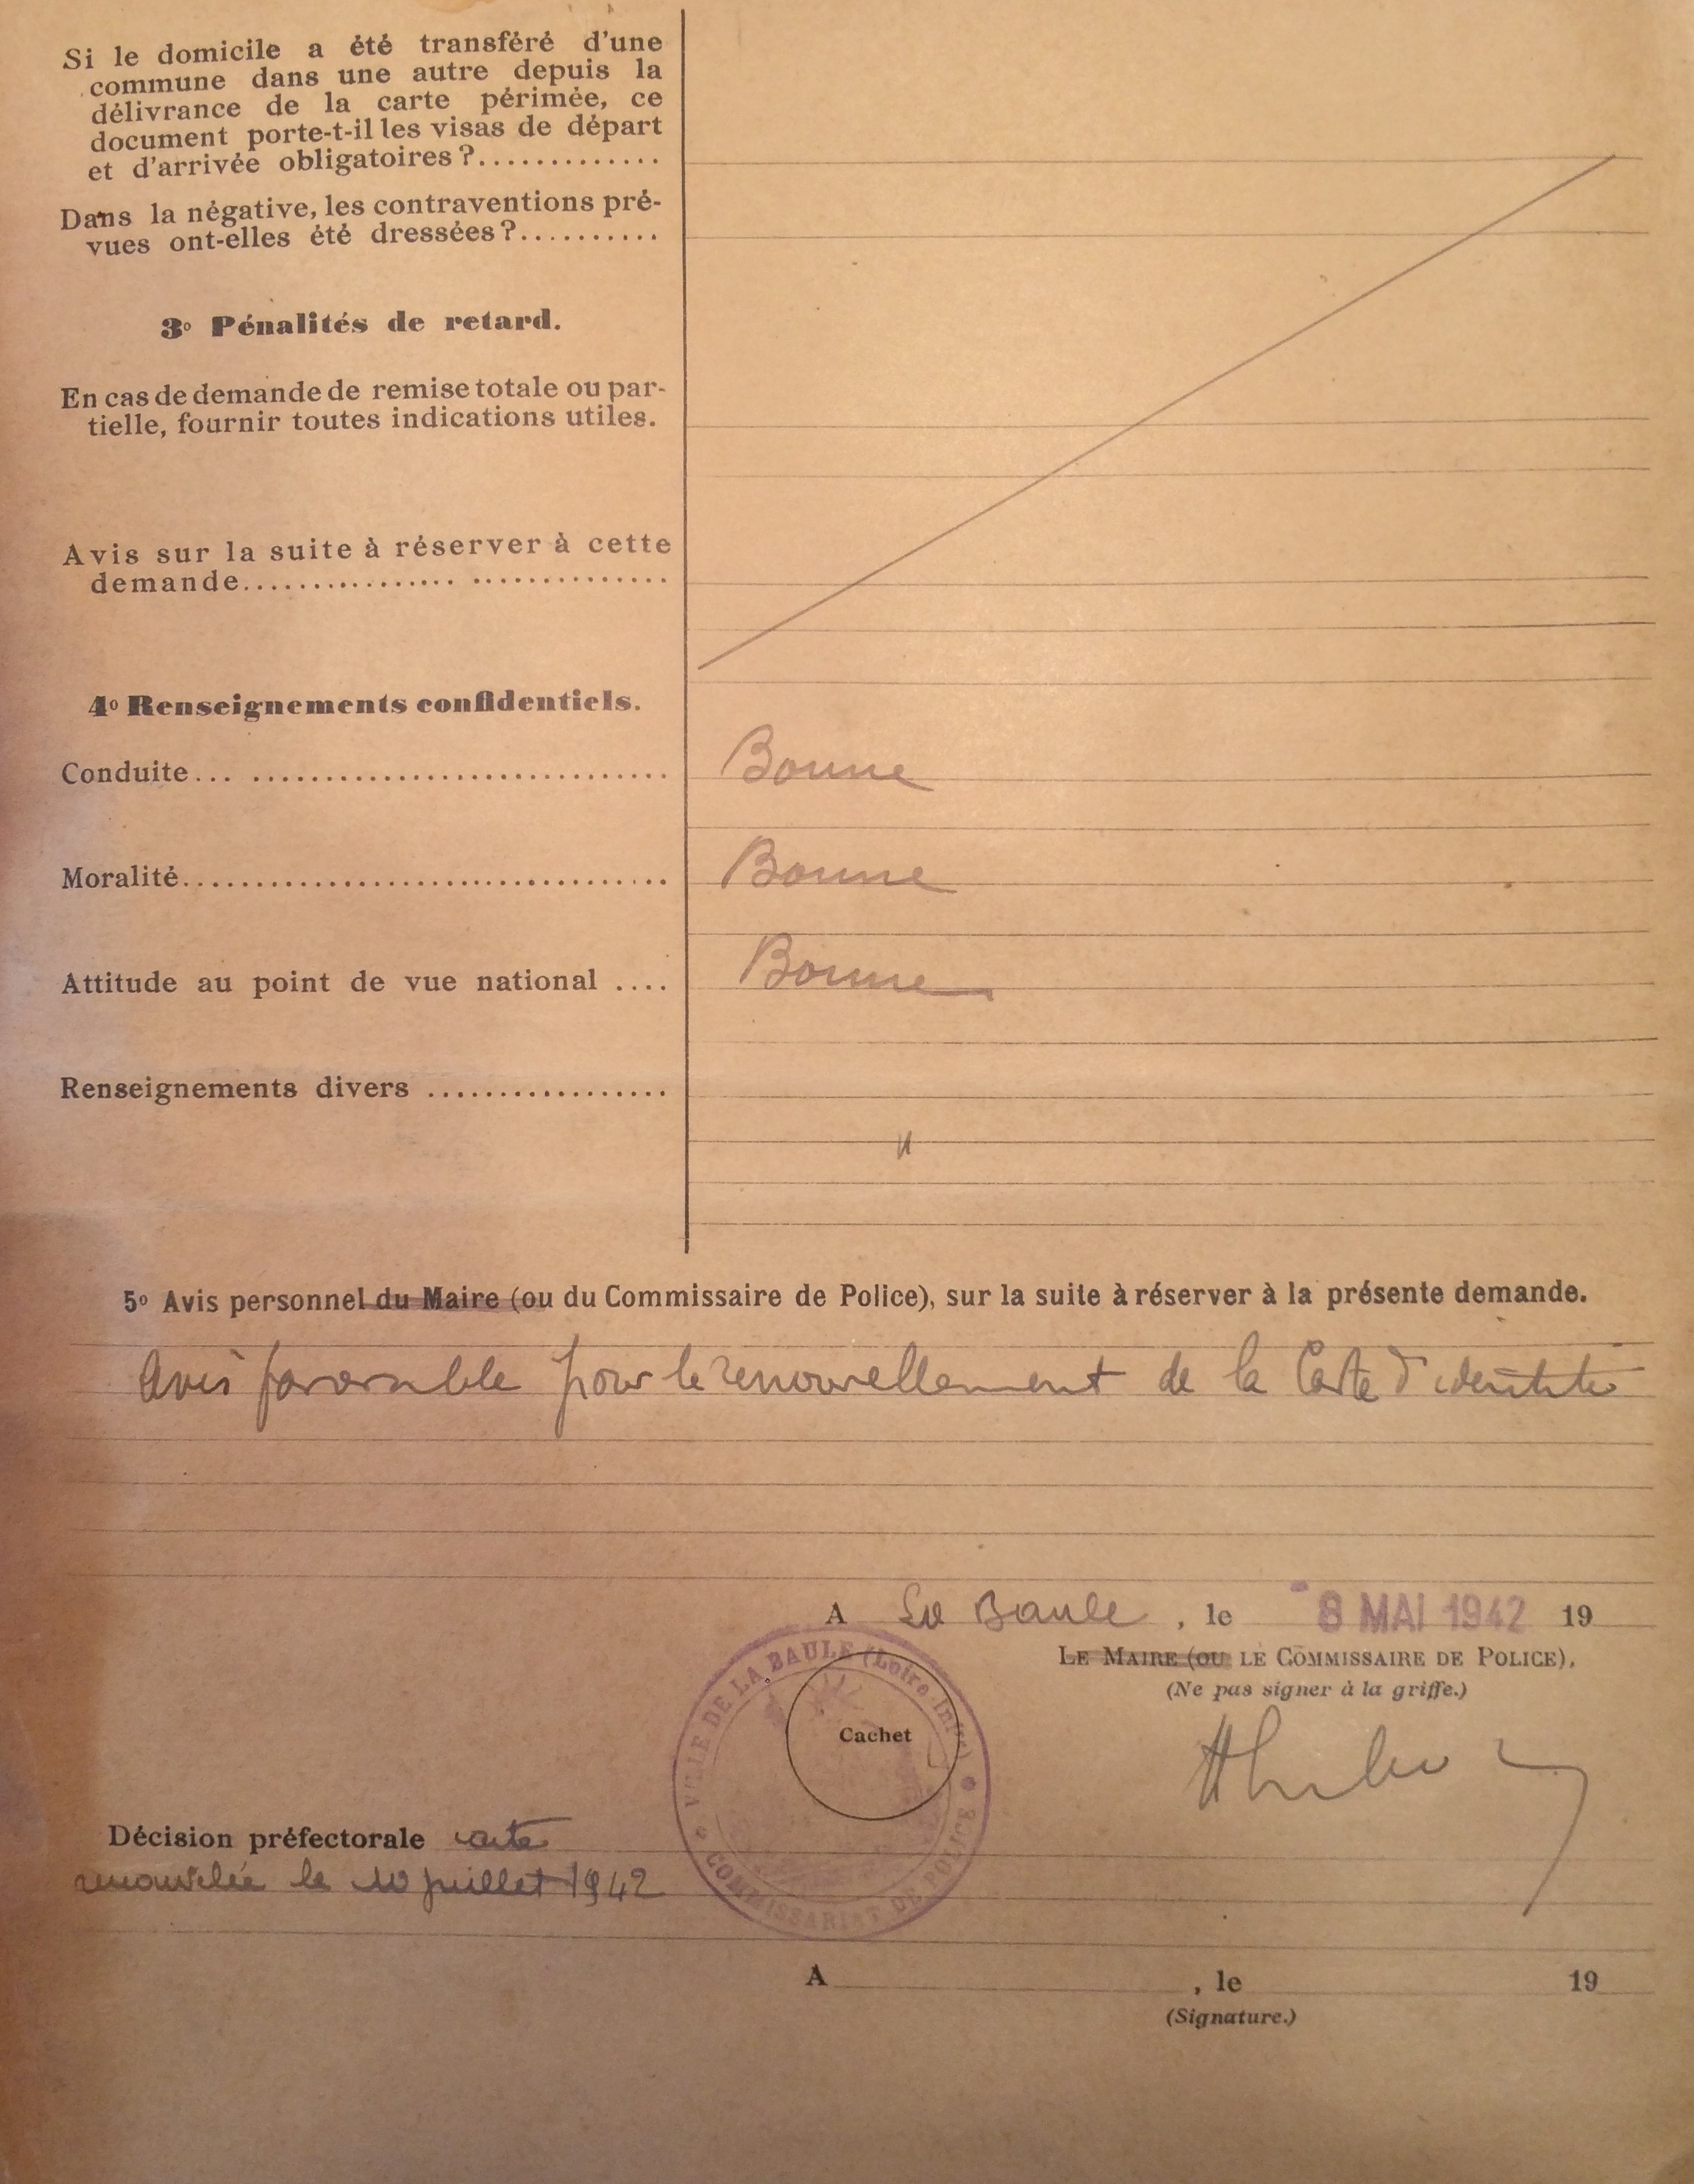 Si le domicile a été transféré d'une
commune dans une autre depuis la
délivrance de la carte périmée, ce
document porte-t-il les visas de départ
et d'arrivée obligatoires ?.............
Dans la négative, les contraventions pré-
vues ont-elles été dressées ?..........
3º Pénalités de retard.
En cas de demande de remise totale ou par-
tielle, fournir toutes indications utiles.
Avis sur la suite à réserver à cette
demande.............................
4º Renseignements confidentiels.
Conduite................................ Bonne
Moralité.................................. Bonne
Attitude au point de vue national .... Bonne
Renseignements divers .................
5º Avis personnel du Maire (ou du Commissaire de Police), sur la suite à réserver à la présente demande.
Avis favorable pour le renouvellement de la Carte d'identité
A La Baule , le 8 MAI 1942 19
LE MAIRE (OU LE COMMISSAIRE DE POLICE),
(Ne pas signer à la griffe.)
VILLE DE LA BAULE (Loire-Infre)
COMMISSARIAT DE POLICE
Cachet
Décision préfectorale carte
renouvelée le 10 juillet 1942
A , le 19
(Signature.)